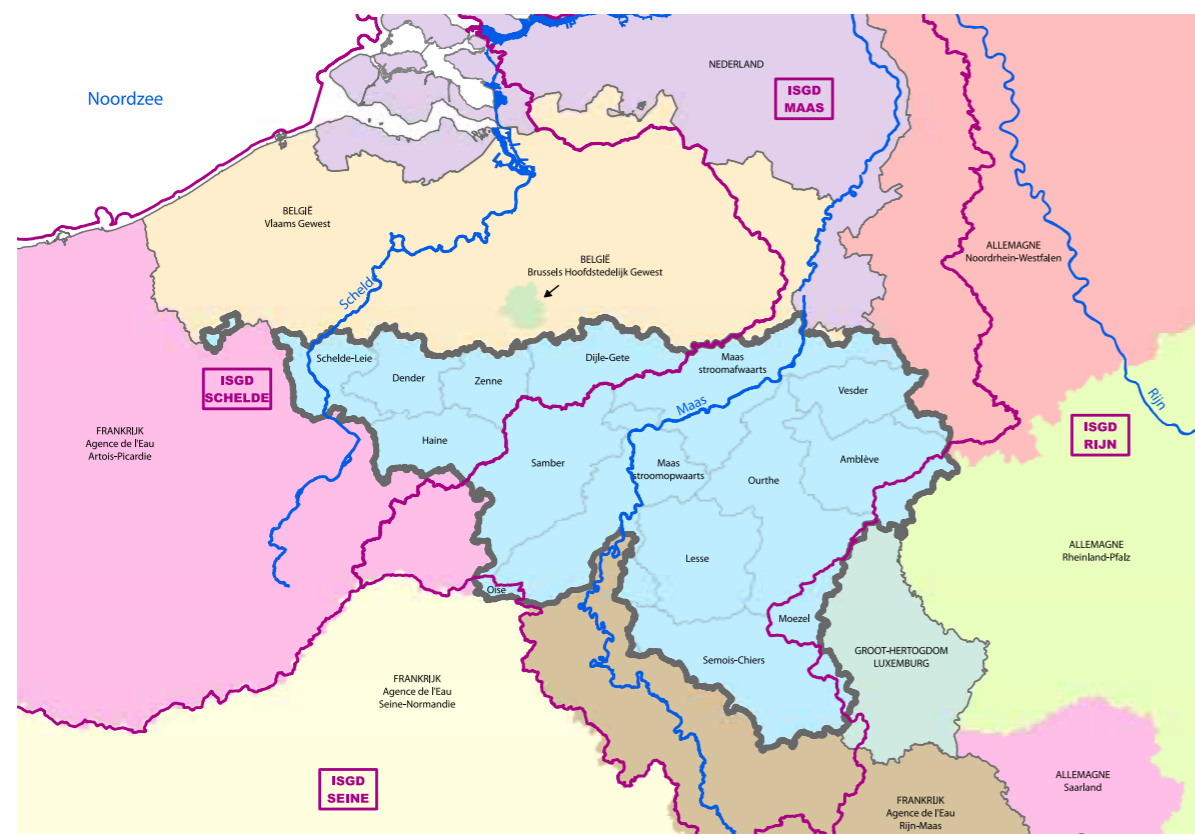 NEDERLAND
Noordzee
ISGD
MAAS
BELGIË
Vlaams Gewest
ALLEMAGNE
Noordrhein-Westfalen
BELGIË
Brussels Hoofdstedelijk Gewest
Schelde
Schelde-Leie
Dender
Zenne
Dijle-Gete
Maas
stroomafwaarts
Vesder
ISGD
SCHELDE
Maas
Rijn
FRANKRIJK
Agence de l'Eau
Artois-Picardie
Haine
Samber
Maas
stroomopwaarts
Ourthe
Amblève
ISGD
RIJN
Lesse
ALLEMAGNE
Rheinland-Pfalz
Oise
Moezel
Semois-Chiers
GROOT-HERTOGDOM
LUXEMBURG
FRANKRIJK
Agence de l'Eau
Seine-Normandie
ISGD
SEINE
ALLEMAGNE
Saarland
FRANKRIJK
Agence de l'Eau
Rijn-Maas